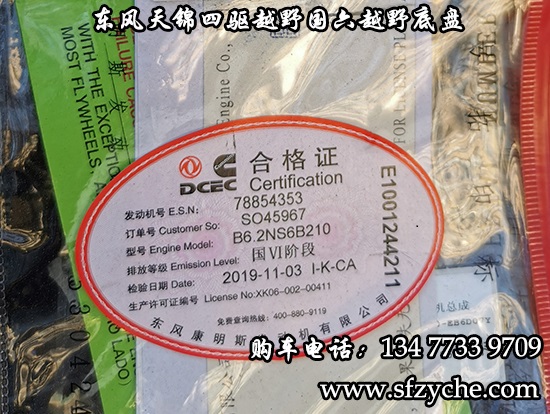 东风天锦四驱越野国六越野底盘
FAILURE CAU
WITH THE EXCEPTION
MOST FLYWHEELS,
Engine Co.,
DCEC
合格证
Certification
发动机号 E.S.N: 78854353
订单号 Customer So: SO45967
型号 Engine Model: B6.2NS6B210
排放等级 Emission Level: 国Ⅵ阶段
检验日期 Date: 2019-11-03 I-K-CA
生产许可证编号 License No:XK06-002-00411
免费查询热线: 400-880-9119
东风康明斯发动机有限公司
E1001244211
购车电话:134 7733 9709
www.sfzyche.com